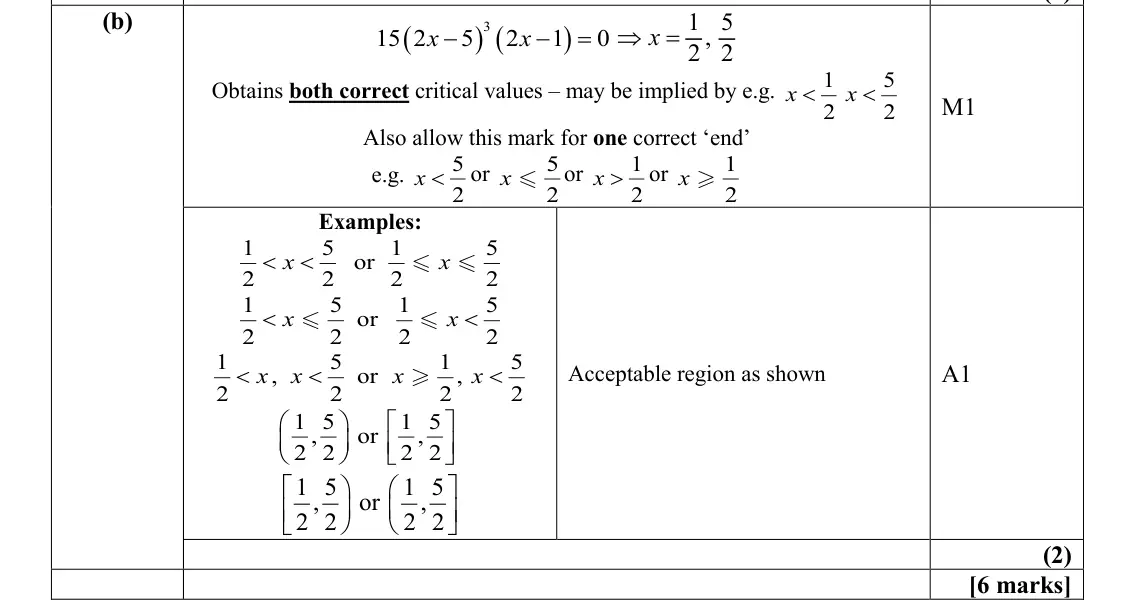 (b)
15(2x − 5)³(2x − 1) = 0 ⇒ x = 1/2, 5/2
Obtains both correct critical values – may be implied by e.g. x < 1/2 x < 5/2
Also allow this mark for one correct ‘end’
e.g. x < 5/2 or x ⩽ 5/2 or x > 1/2 or x ⩾ 1/2
M1
Examples:
1/2 < x < 5/2 or 1/2 ⩽ x ⩽ 5/2
1/2 < x ⩽ 5/2 or 1/2 ⩽ x < 5/2
1/2 < x, x < 5/2 or x ⩾ 1/2, x < 5/2
(1/2, 5/2) or [1/2, 5/2]
[1/2, 5/2) or (1/2, 5/2]
Acceptable region as shown
A1
(2)
[6 marks]